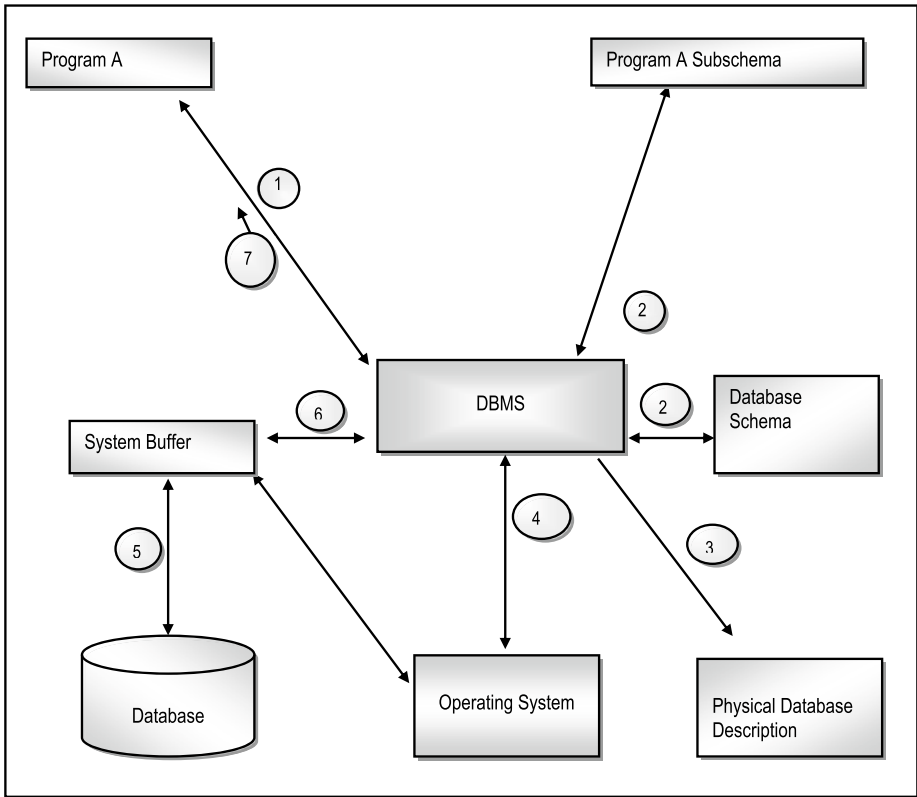 Program A
Program A Subschema
1
7
2
DBMS
Database
Schema
2
6
System Buffer
4
3
5
Operating System
Physical Database
Description
Database